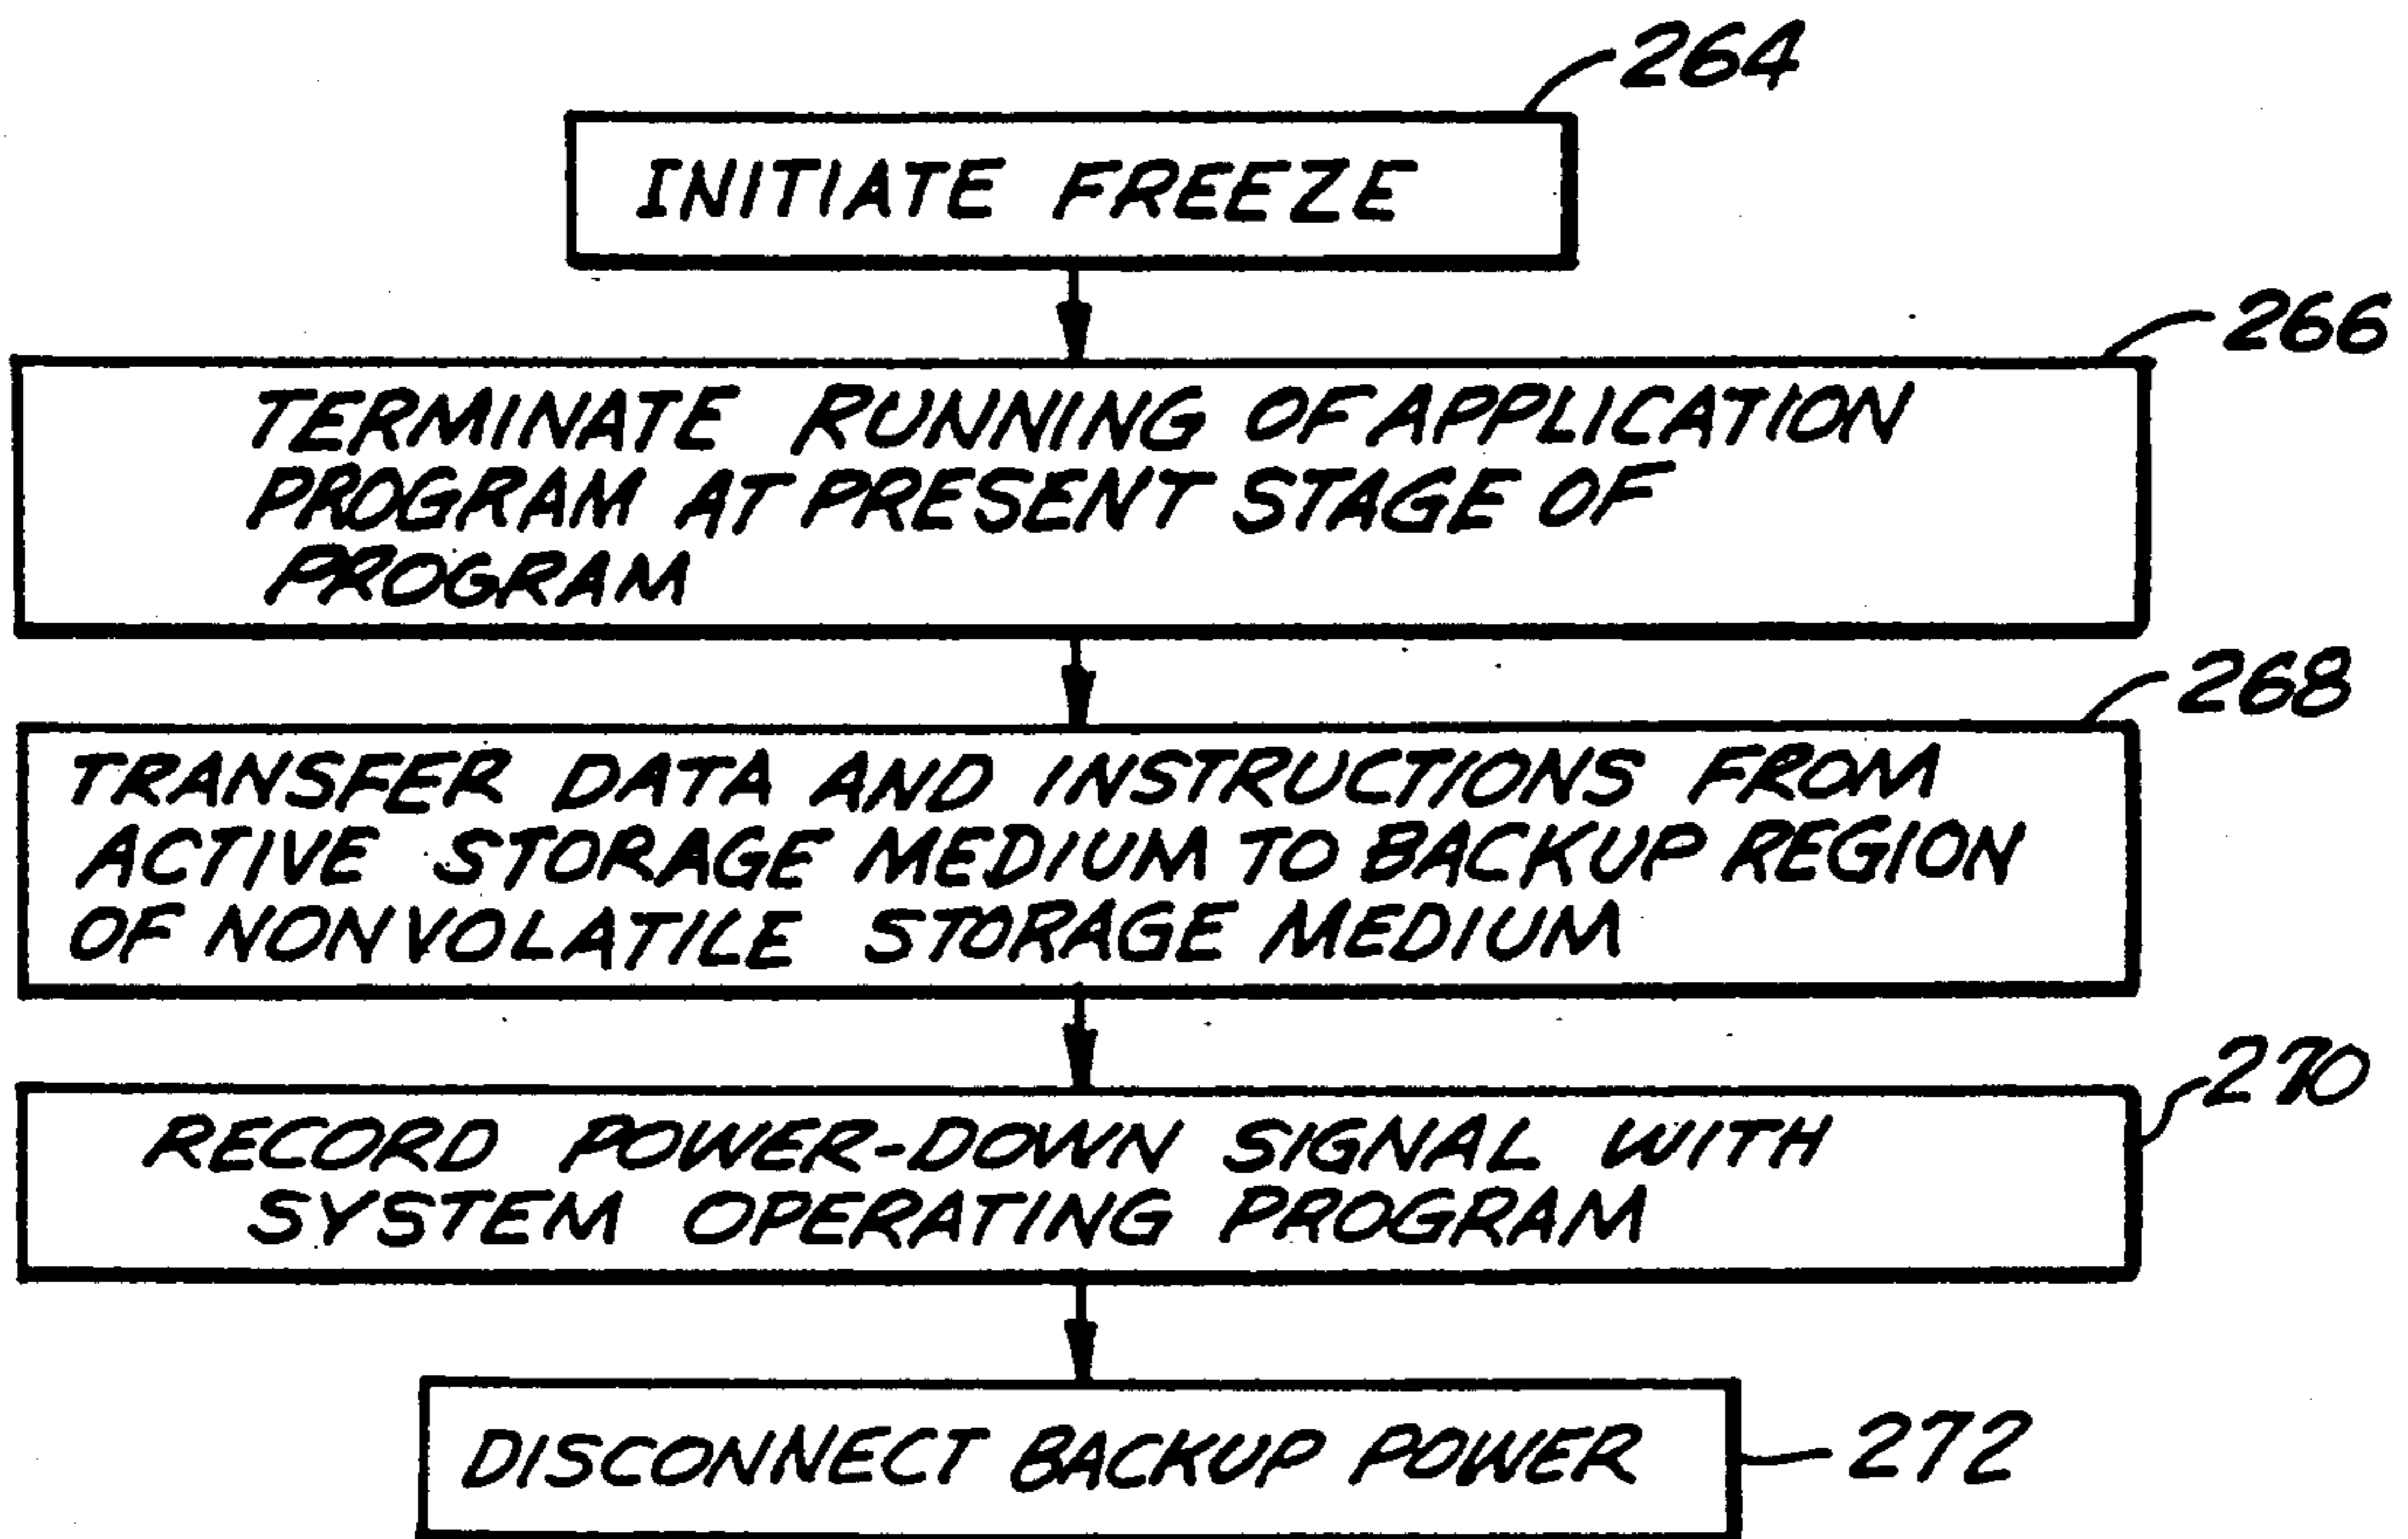 264
INITIATE FREEZE
266
TERMINATE RUNNING OF APPLICATION
PROGRAM AT PRESENT STAGE OF
PROGRAM
268
TRANSFER DATA AND INSTRUCTIONS FROM
ACTIVE STORAGE MEDIUM TO BACKUP REGION
OF NONVOLATILE STORAGE MEDIUM
270
RECORD POWER-DOWN SIGNAL WITH
SYSTEM OPERATING PROGRAM
DISCONNECT BACKUP POWER
272